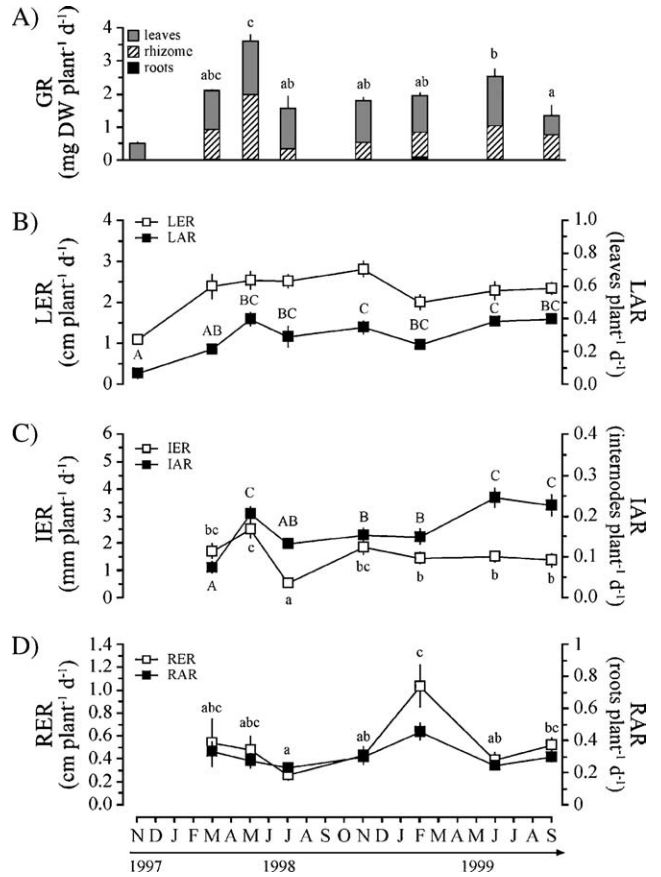 A)
GR
(mg DW plant⁻¹ d⁻¹)
4
3
2
1
0
leaves
rhizome
roots
abc
c
ab
ab
ab
b
a
B)
LER
(cm plant⁻¹ d⁻¹)
4
3
2
1
0
LER
LAR
A
AB
BC
BC
C
BC
C
BC
1.0
0.8
0.6
0.4
0.2
0.0
LAR
(leaves plant⁻¹ d⁻¹)
C)
IER
(mm plant⁻¹ d⁻¹)
6
5
4
3
2
1
0
IER
IAR
bc
A
C
c
AB
a
B
bc
B
b
C
b
C
b
0.4
0.3
0.2
0.1
0.0
IAR
(internodes plant⁻¹ d⁻¹)
D)
RER
(cm plant⁻¹ d⁻¹)
1.4
1.2
1.0
0.8
0.6
0.4
0.2
0.0
RER
RAR
abc
abc
a
ab
c
ab
bc
1
0.8
0.6
0.4
0.2
0
RAR
(roots plant⁻¹ d⁻¹)
N D J F M A M J J A S O N D J F M A M J J A S
1997 1998 1999